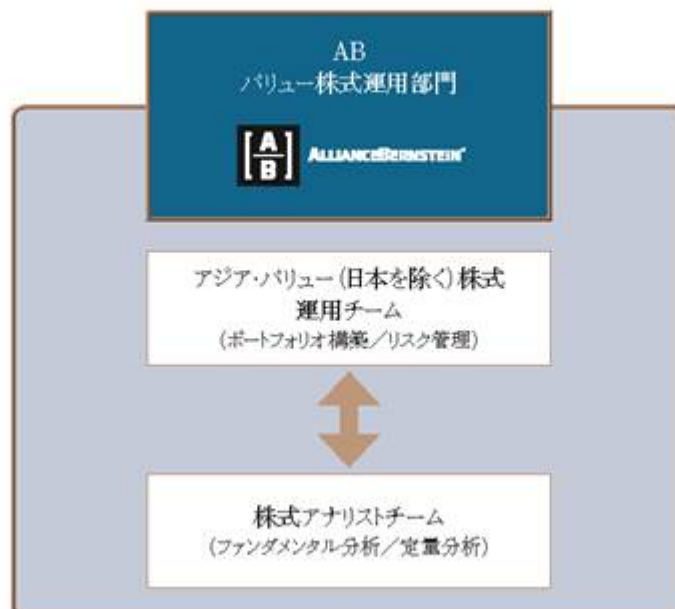 AB
バリュー株式運用部門
[A/B] ALLIANCEBERNSTEIN
アジア・バリュー(日本を除く)株式
運用チーム
(ポートフォリオ構築／リスク管理)
株式アナリストチーム
(ファンダメンタル分析／定量分析)